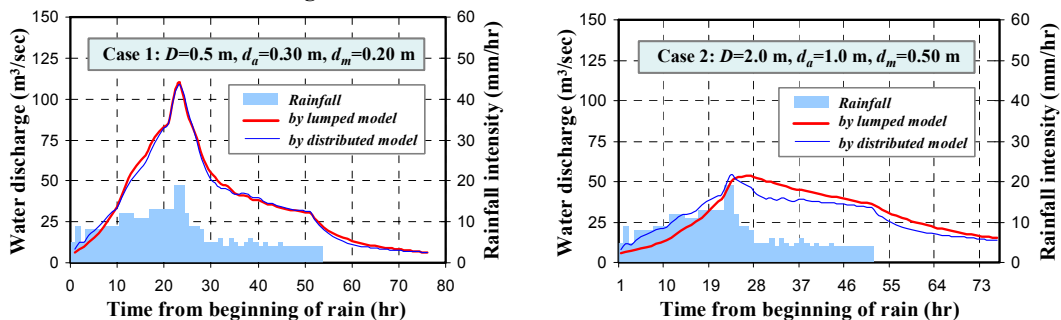 150
125
100
75
50
25
0
Water discharge (m³/sec)
Case 1: D=0.5 m, dₐ=0.30 m, dₘ=0.20 m
Rainfall
by lumped model
by distributed model
60
50
40
30
20
10
0
Rainfall intensity (mm/hr)
0 10 20 30 40 50 60 70 80
Time from beginning of rain (hr)
150
125
100
75
50
25
0
Water discharge (m³/sec)
Case 2: D=2.0 m, dₐ=1.0 m, dₘ=0.50 m
Rainfall
by lumped model
by distributed model
60
50
40
30
20
10
0
Rainfall intensity (mm/hr)
1 10 19 28 37 46 55 64 73
Time from beginning of rain (hr)